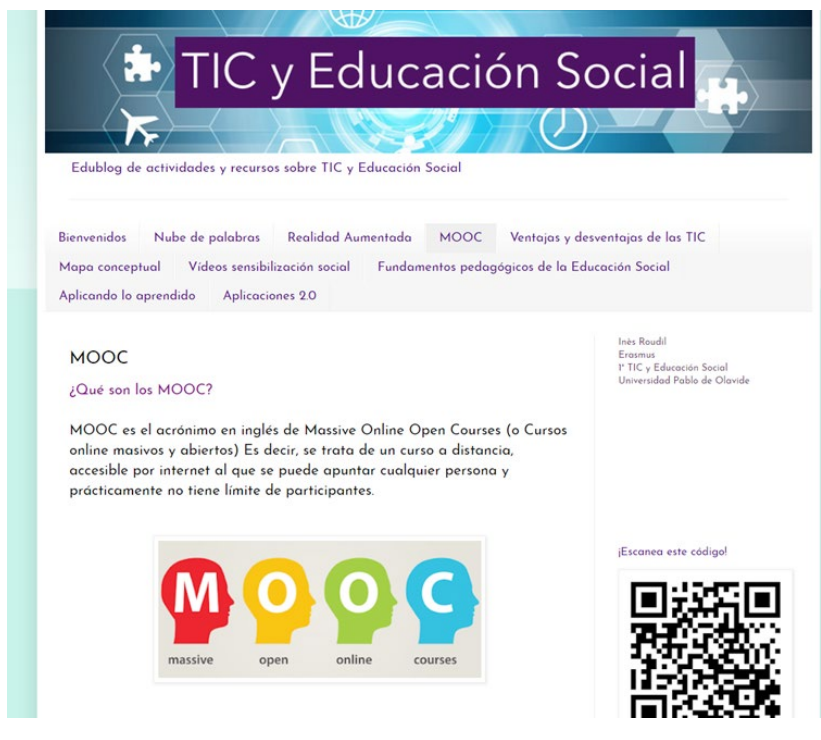 TIC y Educación Social
Edublog de actividades y recursos sobre TIC y Educación Social
Bienvenidos Nube de palabras Realidad Aumentada MOOC Ventajas y desventajas de las TIC
Mapa conceptual Vídeos sensibilización social Fundamentos pedagógicos de la Educación Social
Aplicando lo aprendido Aplicaciones 2.0
MOOC
¿Qué son los MOOC?
MOOC es el acrónimo en inglés de Massive Online Open Courses (o Cursos
online masivos y abiertos) Es decir, se trata de un curso a distancia,
accesible por internet al que se puede apuntar cualquier persona y
prácticamente no tiene límite de participantes.
M O O C
massive open online courses
Inès Roudil
Erasmus
1º TIC y Educación Social
Universidad Pablo de Olavide
¡Escanea este código!